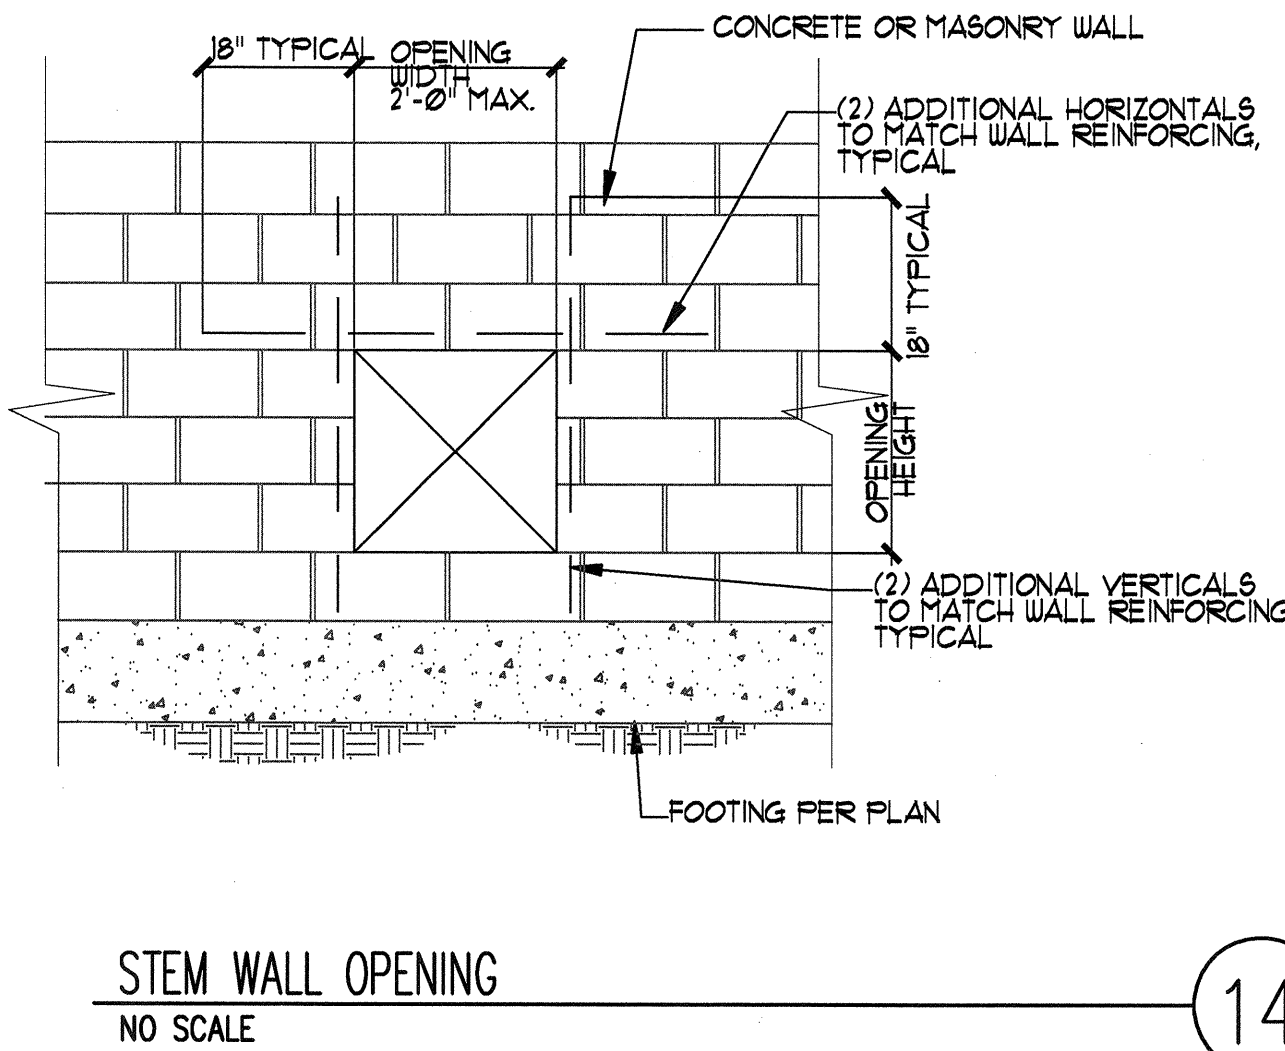 CONCRETE OR MASONRY WALL
18" TYPICAL
OPENING
WIDTH
2'-0" MAX.
(2) ADDITIONAL HORIZONTALS
TO MATCH WALL REINFORCING,
TYPICAL
18" TYPICAL
OPENING
HEIGHT
(2) ADDITIONAL VERTICALS
TO MATCH WALL REINFORCING
TYPICAL
FOOTING PER PLAN
STEM WALL OPENING
14
NO SCALE